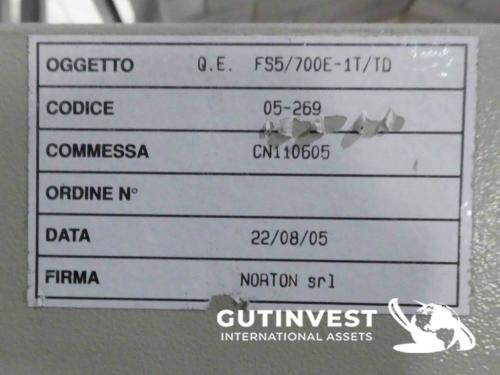 OGGETTO Q.E. FS5/700E-1T/TD
CODICE 05-269
COMMESSA CN110605
ORDINE N°
DATA 22/08/05
FIRMA NORTON srl
GUTINVEST
INTERNATIONAL ASSETS